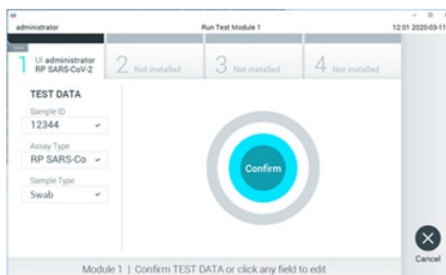 administrator Run Test Module 1 12:01 2020-03-11
1 UI administrator
RP SARS-CoV-2
2 Not installed
3 Not installed
4 Not installed
TEST DATA
Sample ID
12344
Assay Type
RP SARS-Co
Sample Type
Swab
Confirm
Cancel
Module 1 | Confirm TEST DATA or click any field to edit